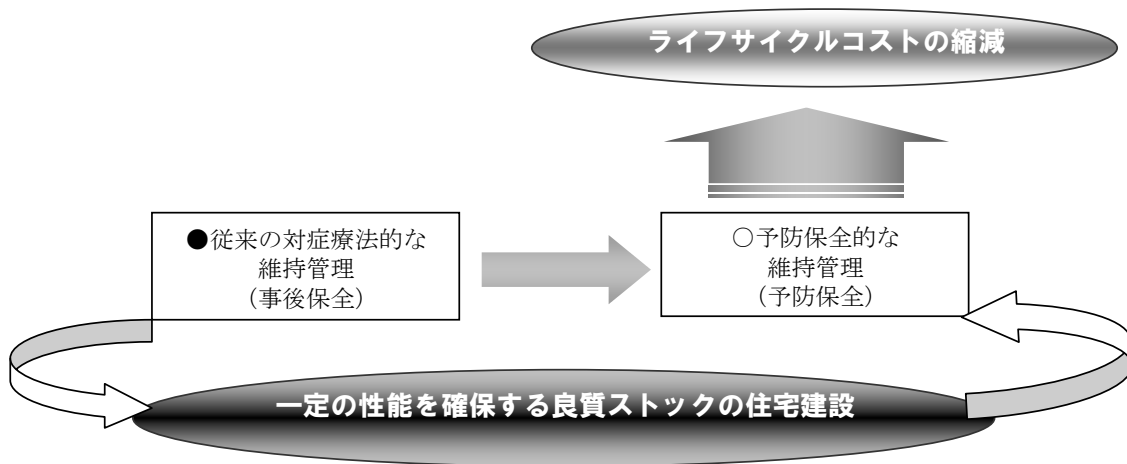 ライフサイクルコストの縮減
●従来の対症療法的な
維持管理
(事後保全)
○予防保全的な
維持管理
(予防保全)
一定の性能を確保する良質ストックの住宅建設